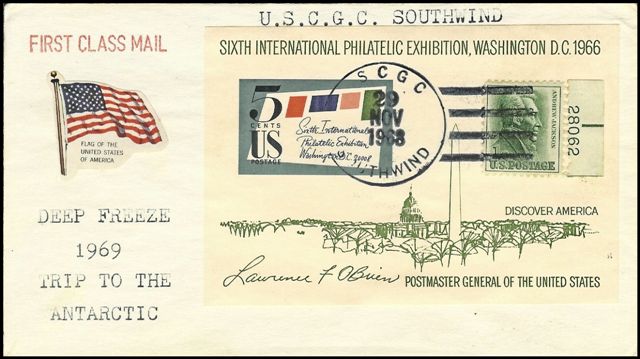 U.S.C.G.C. SOUTHWIND
FIRST CLASS MAIL
SIXTH INTERNATIONAL PHILATELIC EXHIBITION, WASHINGTON D.C. 1966
FLAG OF THE
UNITED STATES
OF AMERICA
5
CENTS
US
POSTAGE
Sixth International
Philatelic Exhibition
Washington D.C. 20008
SCGC
29
NOV
1968
SOUTHWIND
ANDREW JACKSON
1
U.S. POSTAGE
28062
DISCOVER AMERICA
Lawrence F. O'Brien
POSTMASTER GENERAL OF THE UNITED STATES
DEEP FREEZE
1969
TRIP TO THE
ANTARCTIC